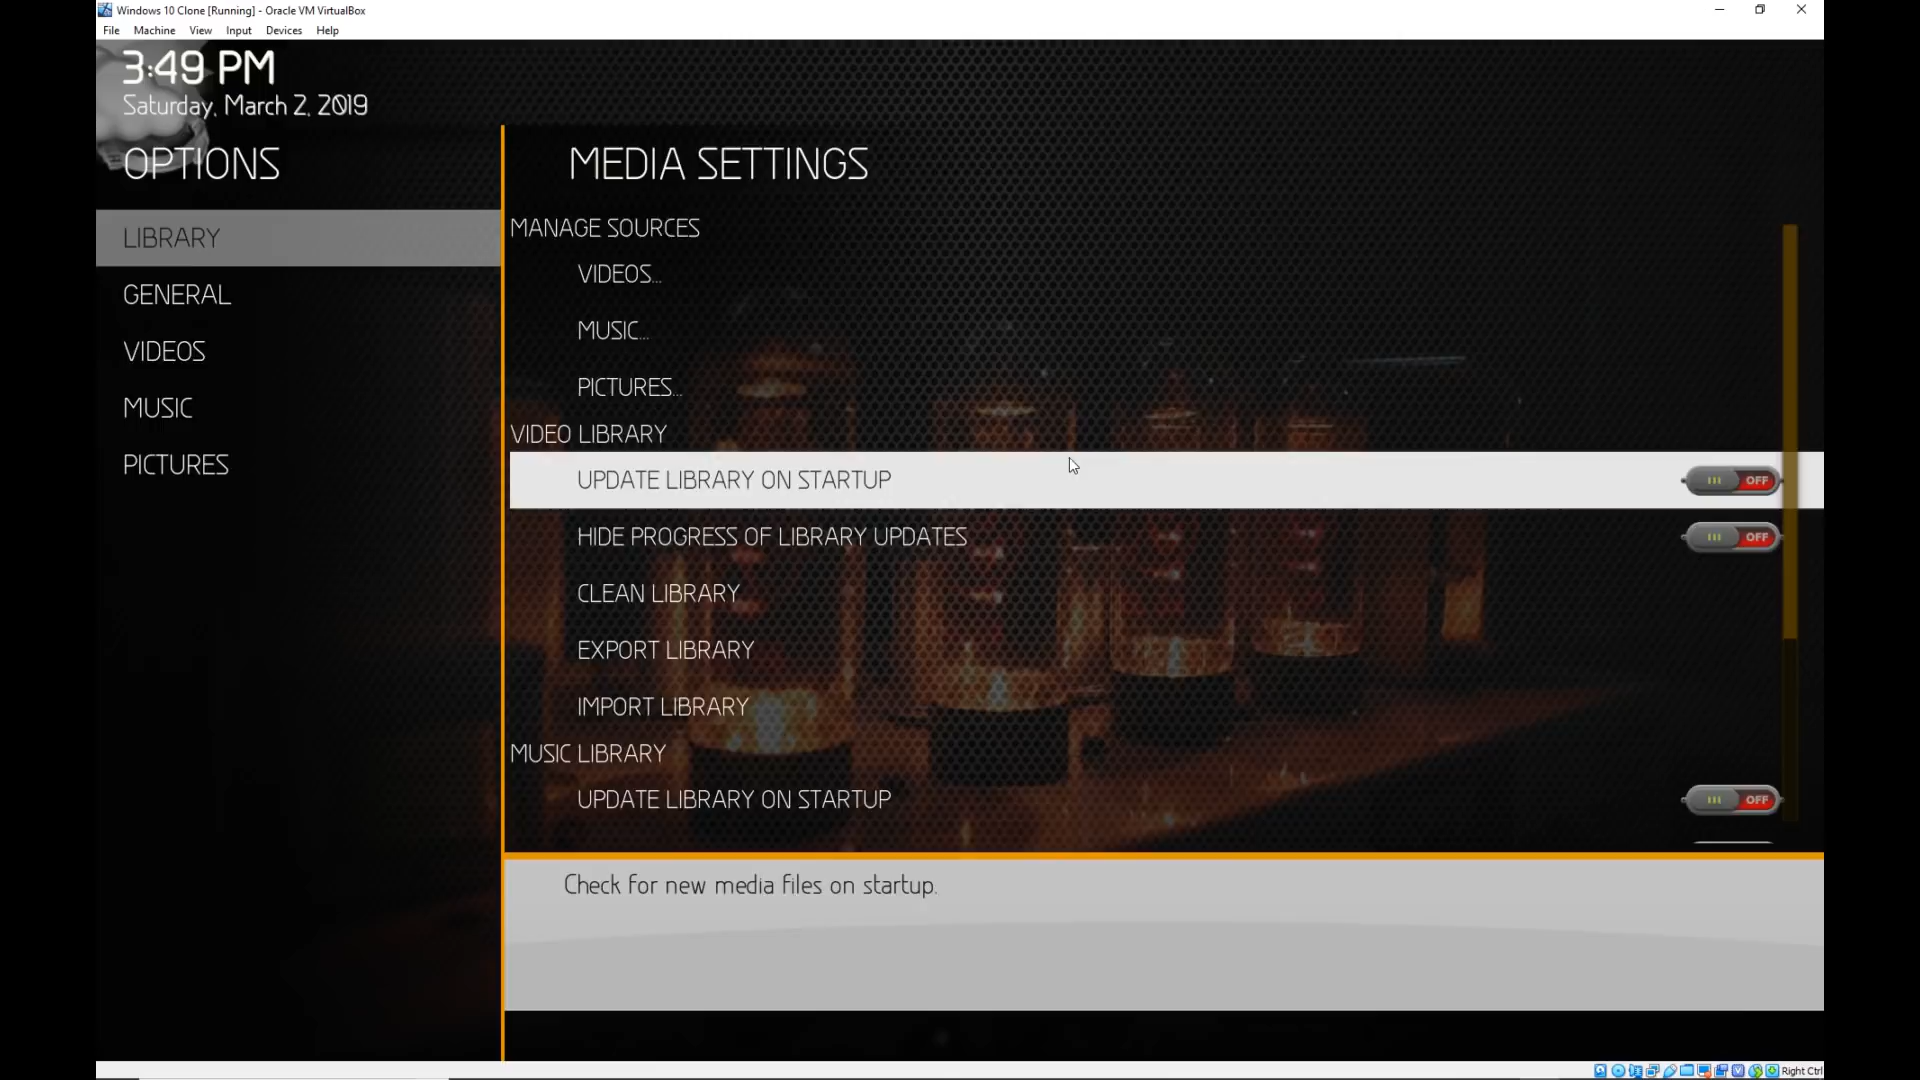 Windows 10 Clone [Running] - Oracle VM VirtualBox
File Machine View Input Devices Help
3:49 PM
Saturday, March 2, 2019
OPTIONS
LIBRARY
GENERAL
VIDEOS
MUSIC
PICTURES
MEDIA SETTINGS
MANAGE SOURCES
VIDEOS...
MUSIC...
PICTURES...
VIDEO LIBRARY
UPDATE LIBRARY ON STARTUP OFF
HIDE PROGRESS OF LIBRARY UPDATES OFF
CLEAN LIBRARY
EXPORT LIBRARY
IMPORT LIBRARY
MUSIC LIBRARY
UPDATE LIBRARY ON STARTUP OFF
Check for new media files on startup.
Right Ctrl